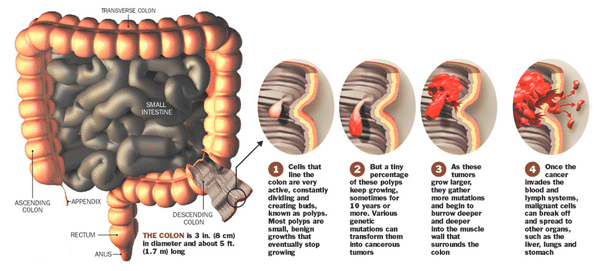 TRANSVERSE COLON
SMALL
INTESTINE
ASCENDING
COLON
APPENDIX
DESCENDING
COLON
RECTUM
ANUS
THE COLON is 3 in. (8 cm)
in diameter and about 5 ft.
(1.7 m) long
1 Cells that
line the
colon are very
active, constantly
dividing and
creating buds,
known as polyps.
Most polyps are
small, benign
growths that
eventually stop
growing
2 But a tiny
percentage
of these polyps
keep growing,
sometimes for
10 years or
more. Various
genetic
mutations can
transform them
into cancerous
tumors
3 As these
tumors
grow larger,
they gather
more mutations
and begin to
burrow deeper
and deeper
into the muscle
wall that
surrounds the
colon
4 Once the
cancer
invades the
blood and
lymph systems,
malignant cells
can break off
and spread to
other organs,
such as the
liver, lungs and
stomach